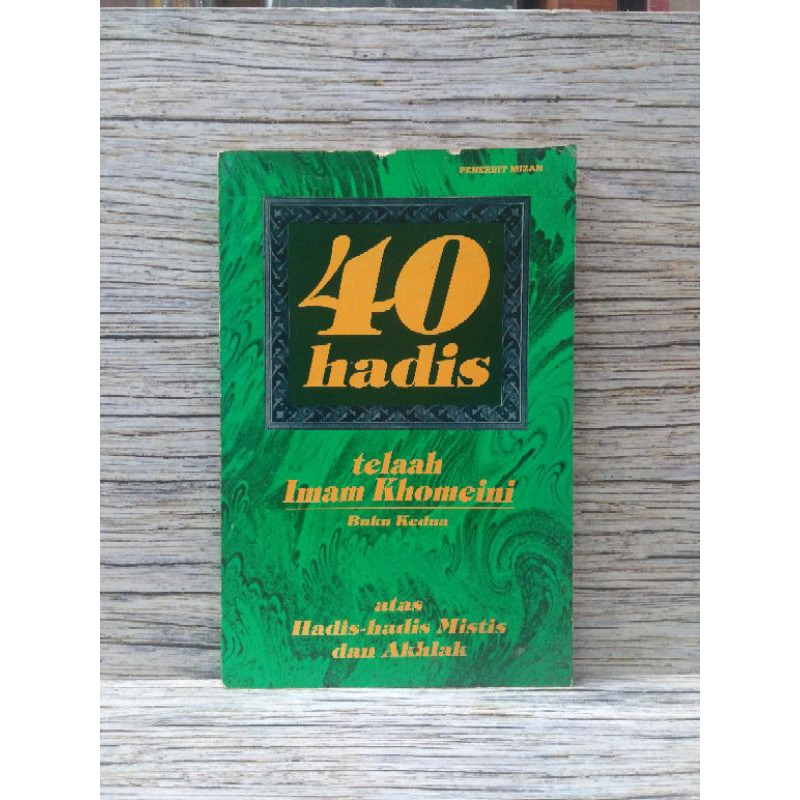 PENERBIT MIZAN
40
hadis
telaah
Imam Khomeini
Buku Kedua
atas
Hadis-hadis Mistis
dan Akhlak